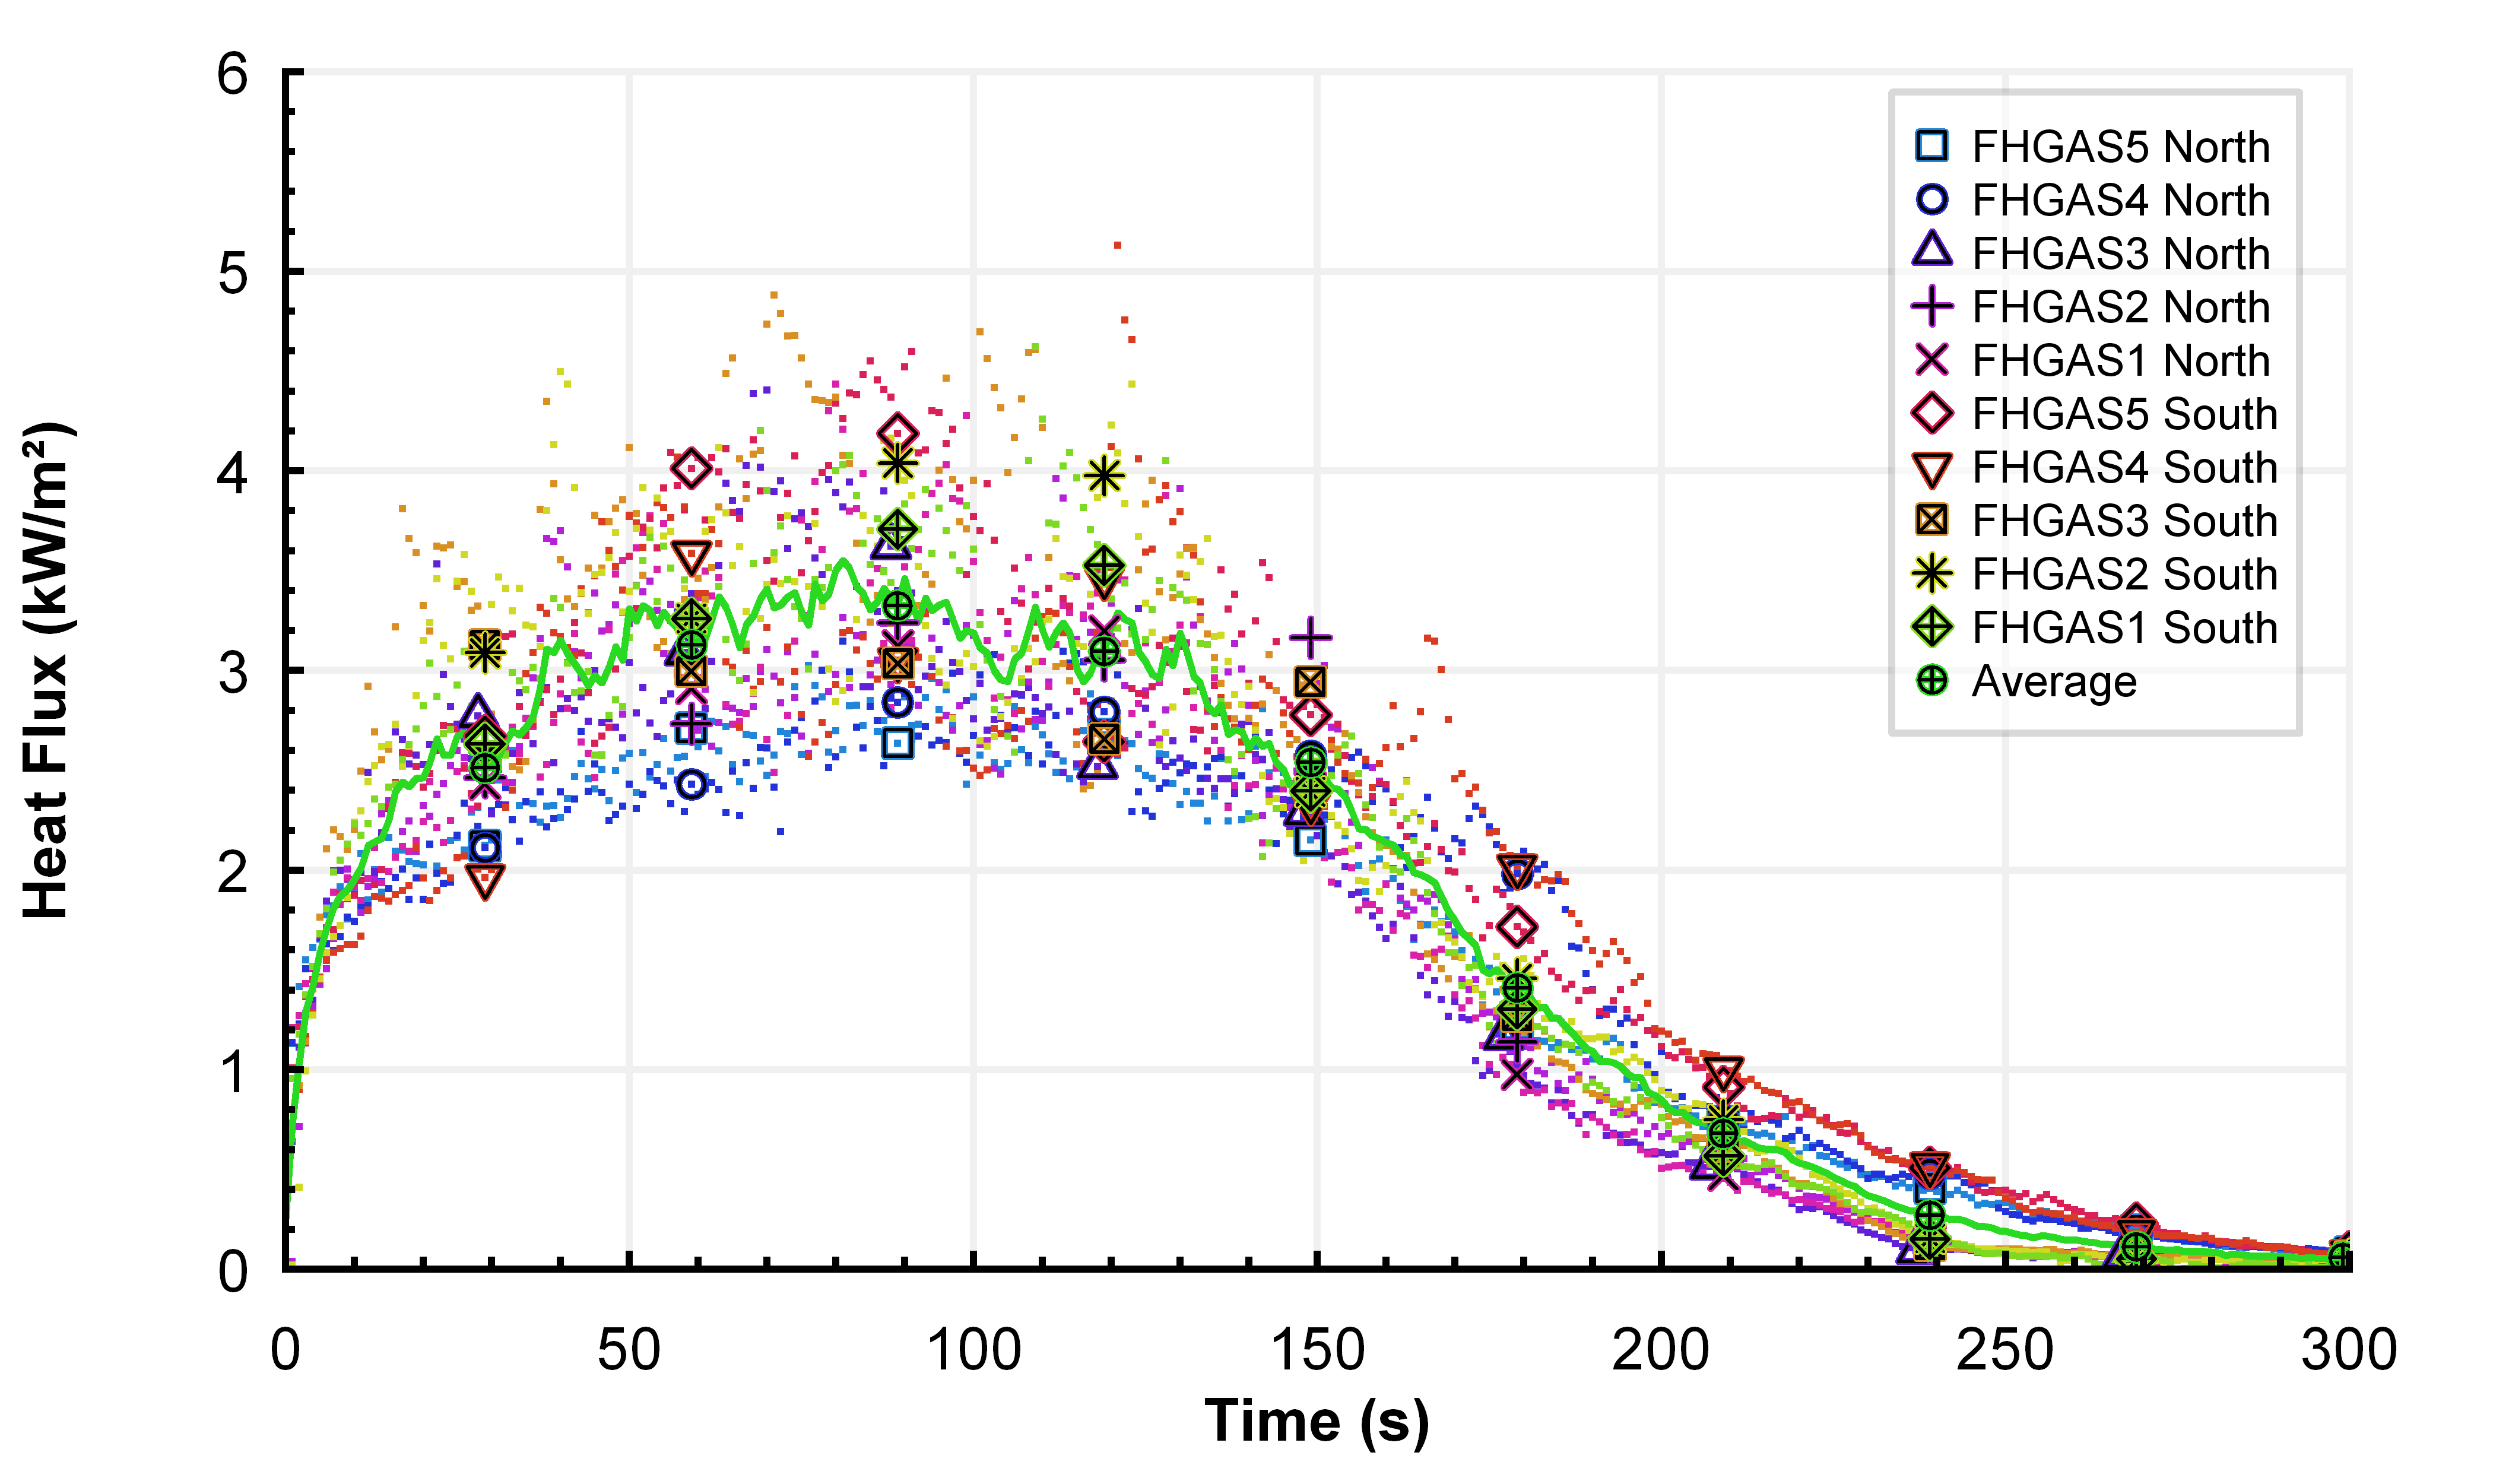 Heat Flux (kW/m²)
6
5
4
3
2
1
0
FHGAS5 North
FHGAS4 North
FHGAS3 North
FHGAS2 North
FHGAS1 North
FHGAS5 South
FHGAS4 South
FHGAS3 South
FHGAS2 South
FHGAS1 South
Average
0 50 100 150 200 250 300
Time (s)